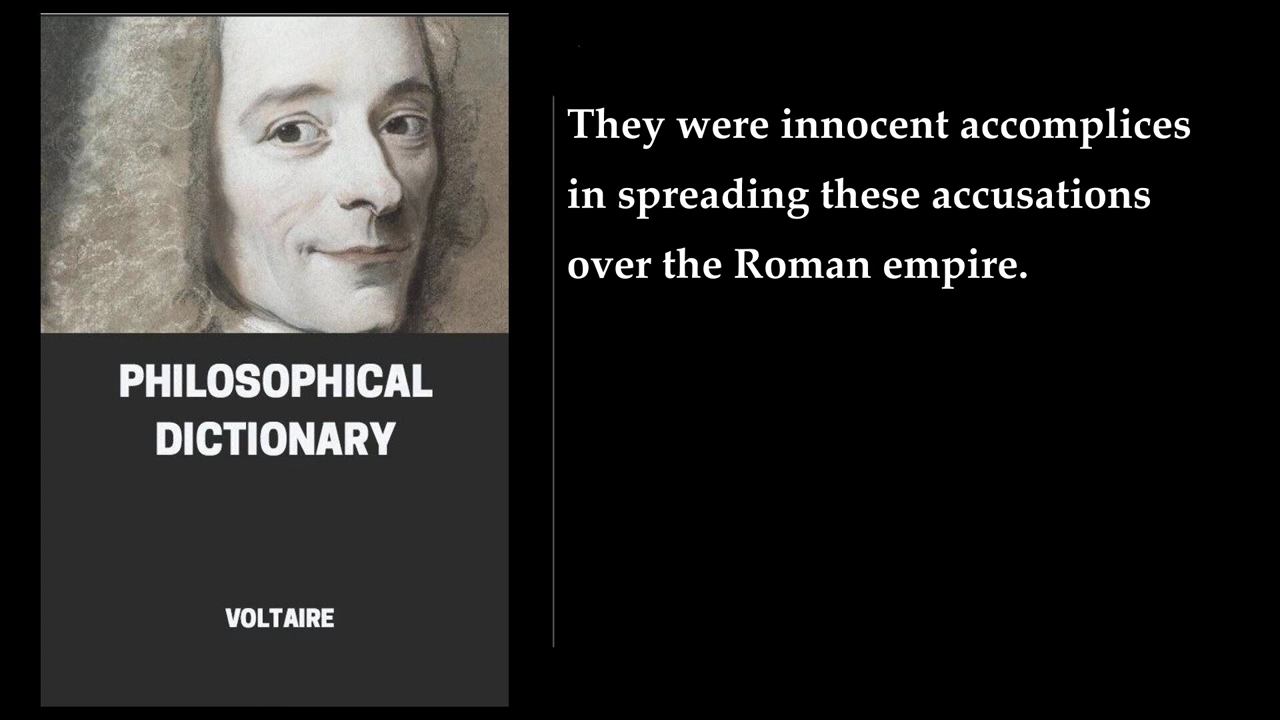 PHILOSOPHICAL
DICTIONARY
VOLTAIRE
They were innocent accomplices
in spreading these accusations
over the Roman empire.